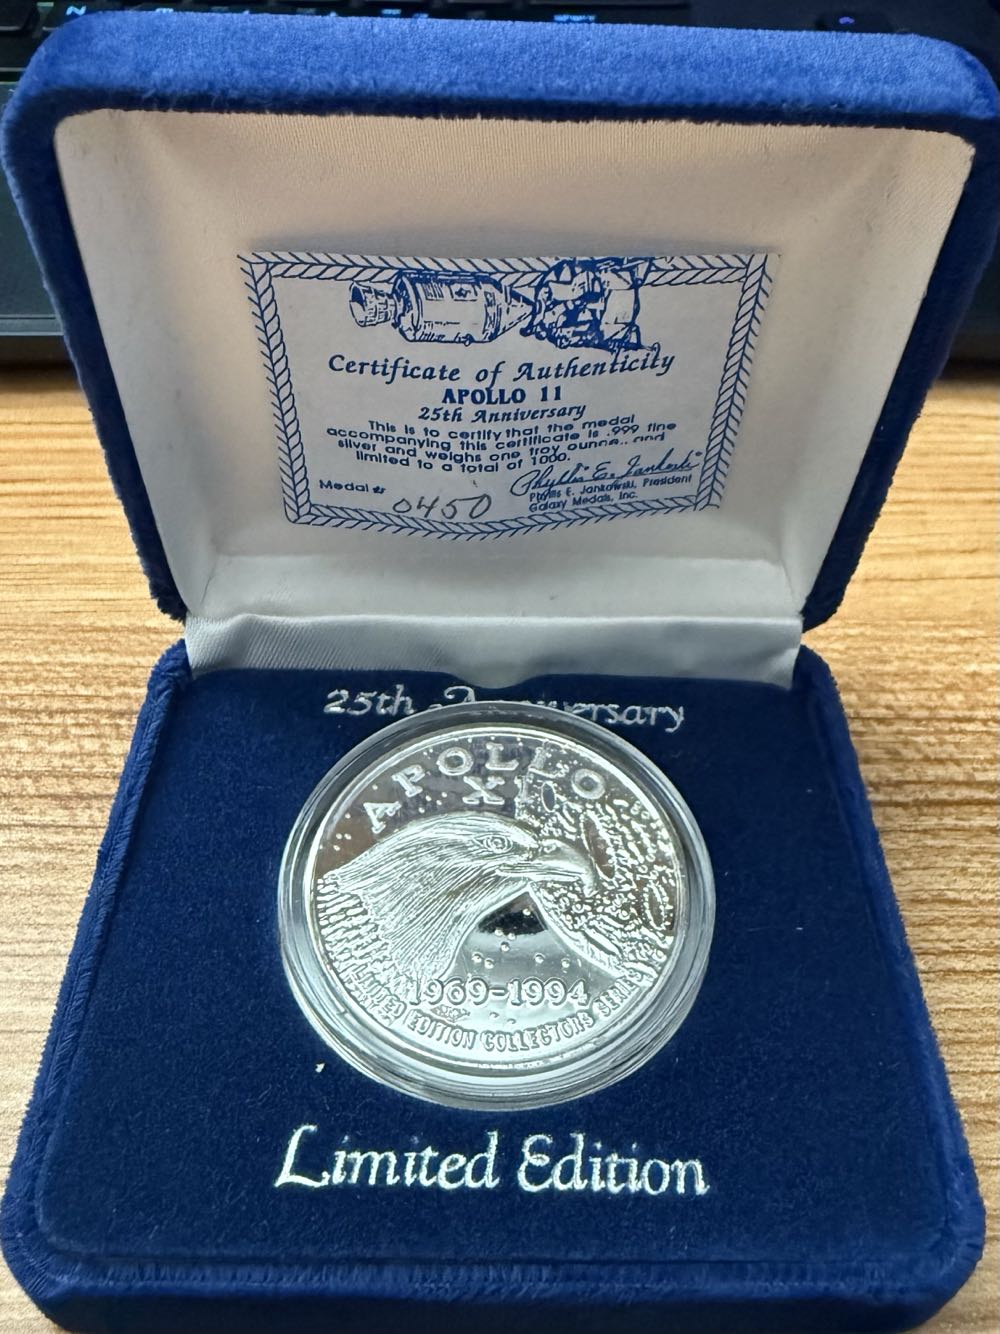 Certificate of Authenticity
APOLLO 11
25th Anniversary
This is to certify that the medal
accompanying this certificate is .999 fine
silver and weighs one troy ounce., and
limited to a total of 1000.
Medal # 0450
Phyllis E. Jankowski
Phyllis E. Jankowski, President
Galaxy Medals, Inc.
25th Anniversary
APOLLO
XI
1969-1994
LIMITED EDITION COLLECTORS SERIES
Limited Edition